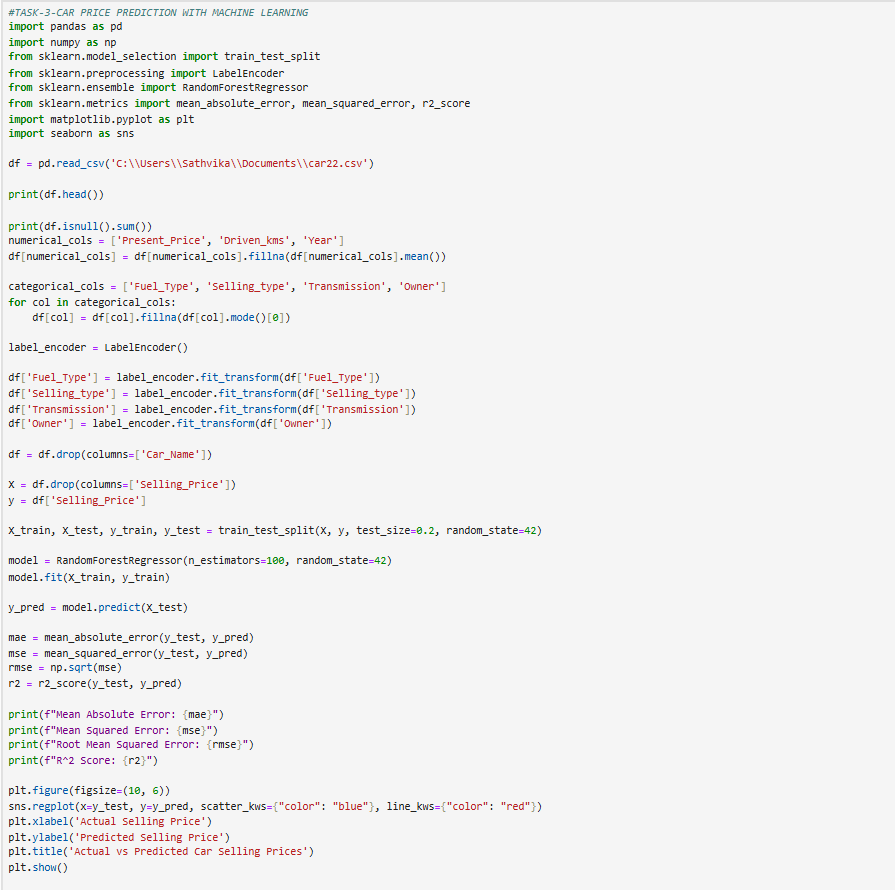 #TASK-3-CAR PRICE PREDICTION WITH MACHINE LEARNING
import pandas as pd
import numpy as np
from sklearn.model_selection import train_test_split
from sklearn.preprocessing import LabelEncoder
from sklearn.ensemble import RandomForestRegressor
from sklearn.metrics import mean_absolute_error, mean_squared_error, r2_score
import matplotlib.pyplot as plt
import seaborn as sns

df = pd.read_csv('C:\\Users\\Sathvika\\Documents\\car22.csv')

print(df.head())

print(df.isnull().sum())
numerical_cols = ['Present_Price', 'Driven_kms', 'Year']
df[numerical_cols] = df[numerical_cols].fillna(df[numerical_cols].mean())

categorical_cols = ['Fuel_Type', 'Selling_type', 'Transmission', 'Owner']
for col in categorical_cols:
    df[col] = df[col].fillna(df[col].mode()[0])

label_encoder = LabelEncoder()

df['Fuel_Type'] = label_encoder.fit_transform(df['Fuel_Type'])
df['Selling_type'] = label_encoder.fit_transform(df['Selling_type'])
df['Transmission'] = label_encoder.fit_transform(df['Transmission'])
df['Owner'] = label_encoder.fit_transform(df['Owner'])

df = df.drop(columns=['Car_Name'])

X = df.drop(columns=['Selling_Price'])
y = df['Selling_Price']

X_train, X_test, y_train, y_test = train_test_split(X, y, test_size=0.2, random_state=42)

model = RandomForestRegressor(n_estimators=100, random_state=42)
model.fit(X_train, y_train)

y_pred = model.predict(X_test)

mae = mean_absolute_error(y_test, y_pred)
mse = mean_squared_error(y_test, y_pred)
rmse = np.sqrt(mse)
r2 = r2_score(y_test, y_pred)

print(f"Mean Absolute Error: {mae}")
print(f"Mean Squared Error: {mse}")
print(f"Root Mean Squared Error: {rmse}")
print(f"R^2 Score: {r2}")

plt.figure(figsize=(10, 6))
sns.regplot(x=y_test, y=y_pred, scatter_kws={"color": "blue"}, line_kws={"color": "red"})
plt.xlabel('Actual Selling Price')
plt.ylabel('Predicted Selling Price')
plt.title('Actual vs Predicted Car Selling Prices')
plt.show()